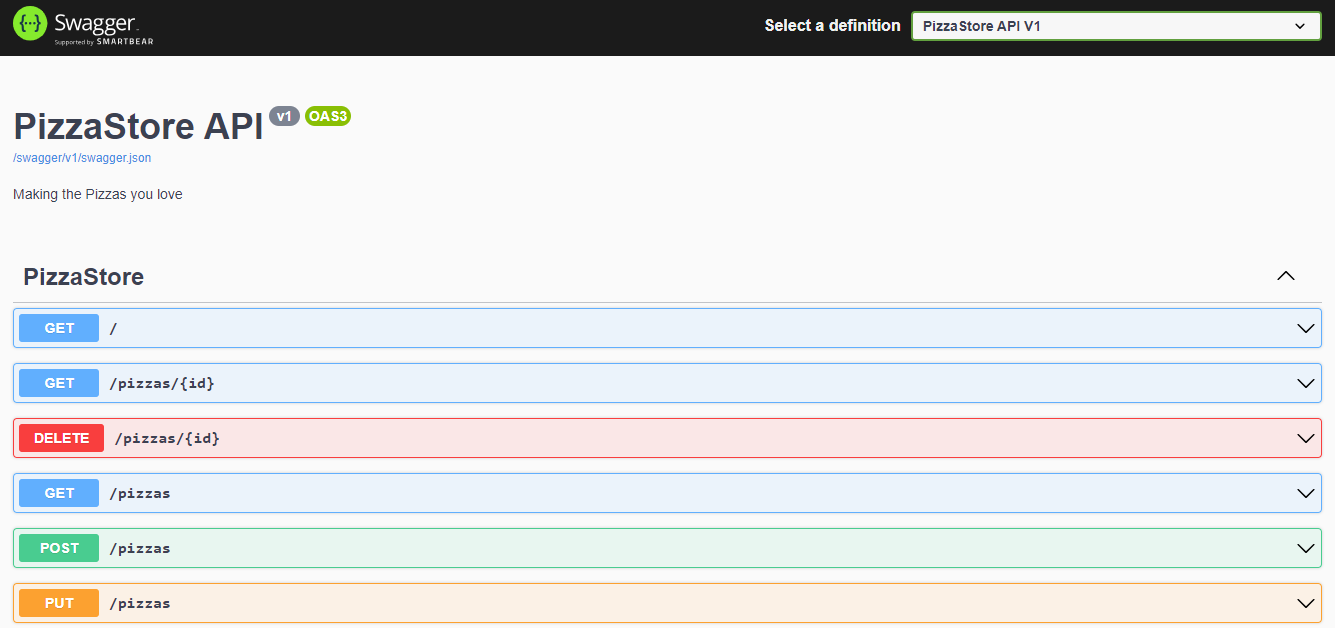 {···} Swagger.
Supported by SMARTBEAR
Select a definition PizzaStore API V1
PizzaStore API v1 OAS3
/swagger/v1/swagger.json
Making the Pizzas you love
PizzaStore
GET /
GET /pizzas/{id}
DELETE /pizzas/{id}
GET /pizzas
POST /pizzas
PUT /pizzas